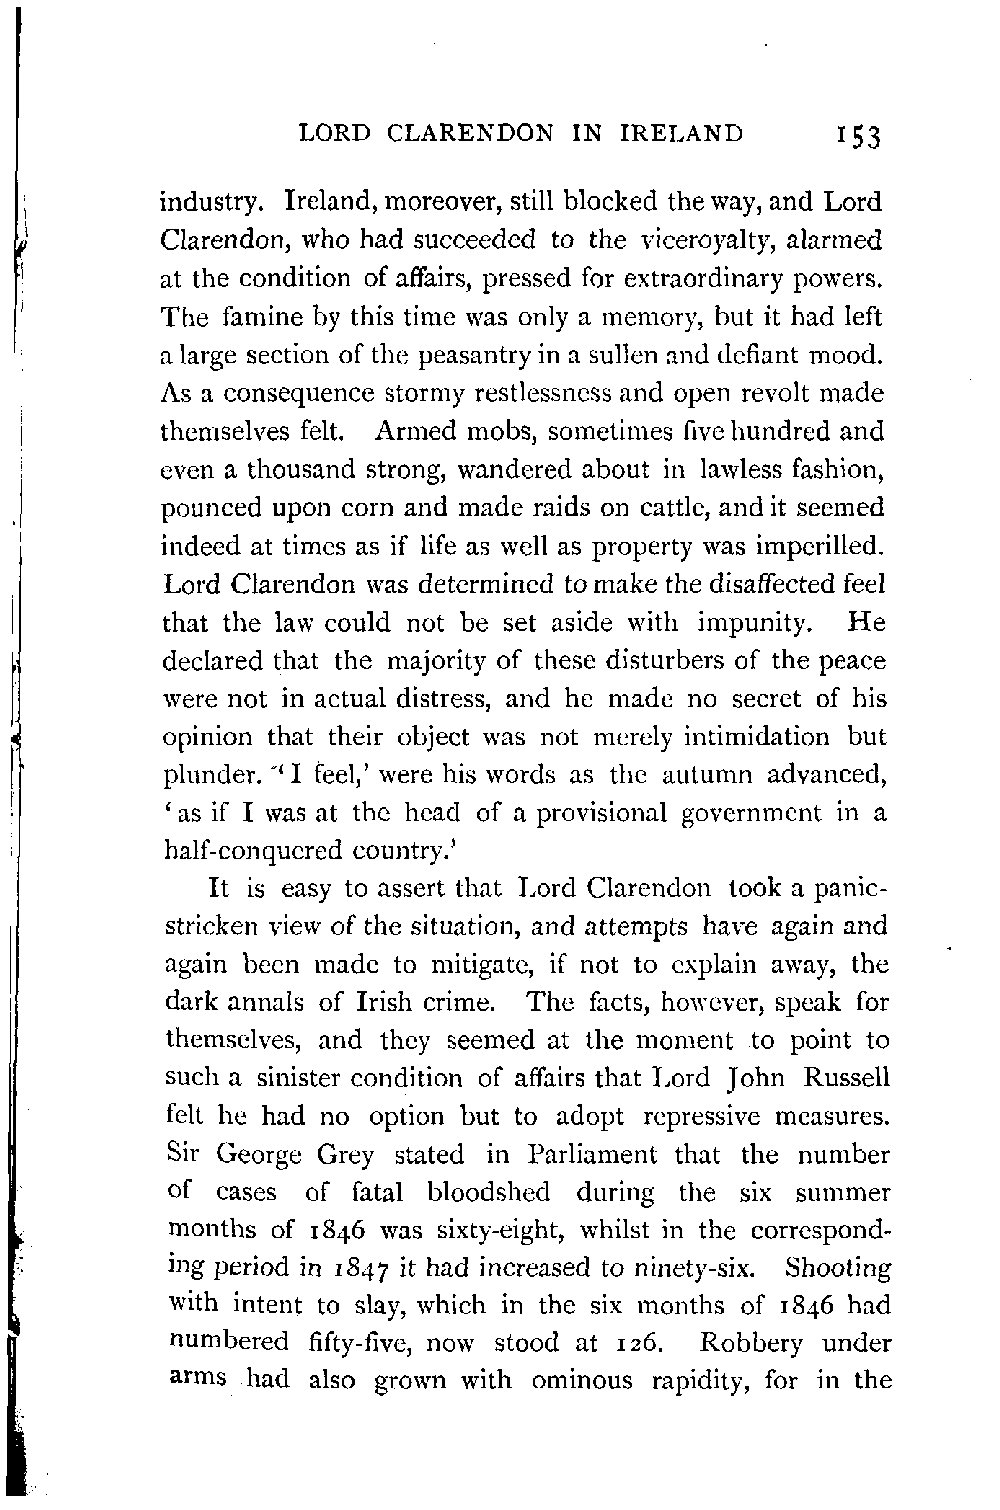 LORD CLARENDON IN IRELAND 153
industry. Ireland, moreover, still blocked the way, and Lord
Clarendon, who had succeeded to the viceroyalty, alarmed
at the condition of affairs, pressed for extraordinary powers.
The famine by this time was only a memory, but it had left
a large section of the peasantry in a sullen and defiant mood.
As a consequence stormy restlessness and open revolt made
themselves felt. Armed mobs, sometimes five hundred and
even a thousand strong, wandered about in lawless fashion,
pounced upon corn and made raids on cattle, and it seemed
indeed at times as if life as well as property was imperilled.
Lord Clarendon was determined to make the disaffected feel
that the law could not be set aside with impunity. He
declared that the majority of these disturbers of the peace
were not in actual distress, and he made no secret of his
opinion that their object was not merely intimidation but
plunder. ‘I feel,’ were his words as the autumn advanced,
‘as if I was at the head of a provisional government in a
half-conquered country.’
It is easy to assert that Lord Clarendon took a panic-
stricken view of the situation, and attempts have again and
again been made to mitigate, if not to explain away, the
dark annals of Irish crime. The facts, however, speak for
themselves, and they seemed at the moment to point to
such a sinister condition of affairs that Lord John Russell
felt he had no option but to adopt repressive measures.
Sir George Grey stated in Parliament that the number
of cases of fatal bloodshed during the six summer
months of 1846 was sixty-eight, whilst in the correspond-
ing period in 1847 it had increased to ninety-six. Shooting
with intent to slay, which in the six months of 1846 had
numbered fifty-five, now stood at 126. Robbery under
arms had also grown with ominous rapidity, for in the